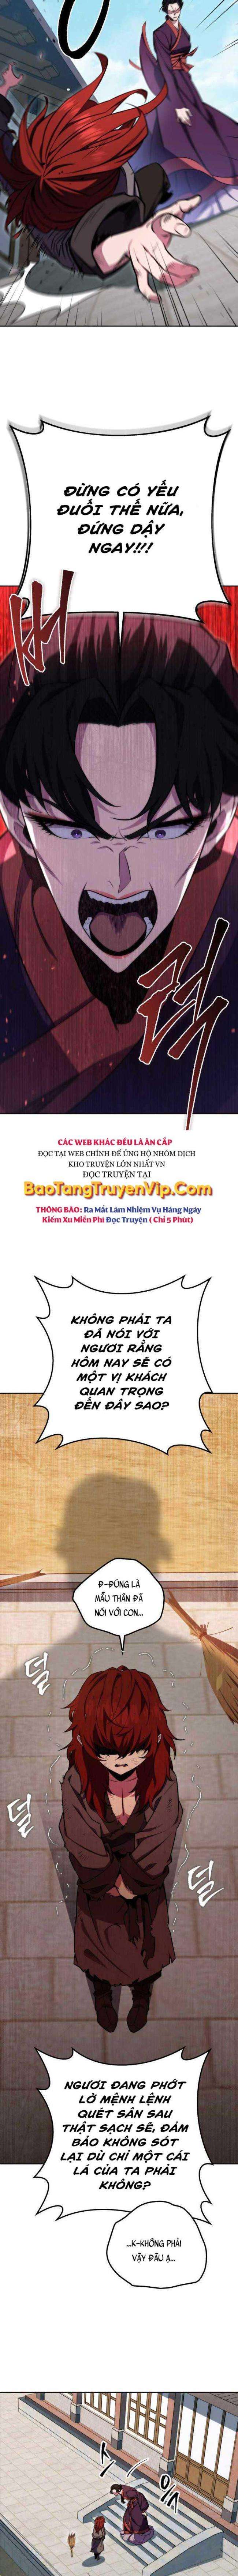 ĐỪNG CÓ YẾU
ĐUỐI THẾ NỮA,
ĐỨNG DẬY
NGAY!!!
CÁC WEB KHÁC ĐỀU LÀ ĂN CẮP
ĐỌC TẠI WEB CHÍNH ĐỂ ỦNG HỘ NHÓM DỊCH
KHO TRUYỆN LỚN NHẤT VN
ĐỌC TRUYỆN TẠI
BaoTangTruyenVip.Com
THÔNG BÁO: Ra Mắt Làm Nhiệm Vụ Hàng Ngày
Kiếm Xu Miễn Phí Đọc Truyện ( Chỉ 5 Phút)
KHÔNG PHẢI TA
ĐÃ NÓI VỚI
NGƯƠI RẰNG
HÔM NAY SẼ CÓ
MỘT VỊ KHÁCH
QUAN TRỌNG
ĐẾN ĐÂY SAO?
Đ-ĐÚNG LÀ
MẪU THÂN ĐÃ
NÓI VỚI CON...
덜
덜
덜
NGƯƠI ĐANG PHỚT
LỜ MỆNH LỆNH
QUÉT SÂN SAU
THẬT SẠCH SẼ, ĐẢM
BẢO KHÔNG SÓT
LẠI DÙ CHỈ MỘT CÁI
LÁ CỦA TA PHẢI
KHÔNG?
...K-KHÔNG PHẢI
VẬY ĐÂU Ạ...